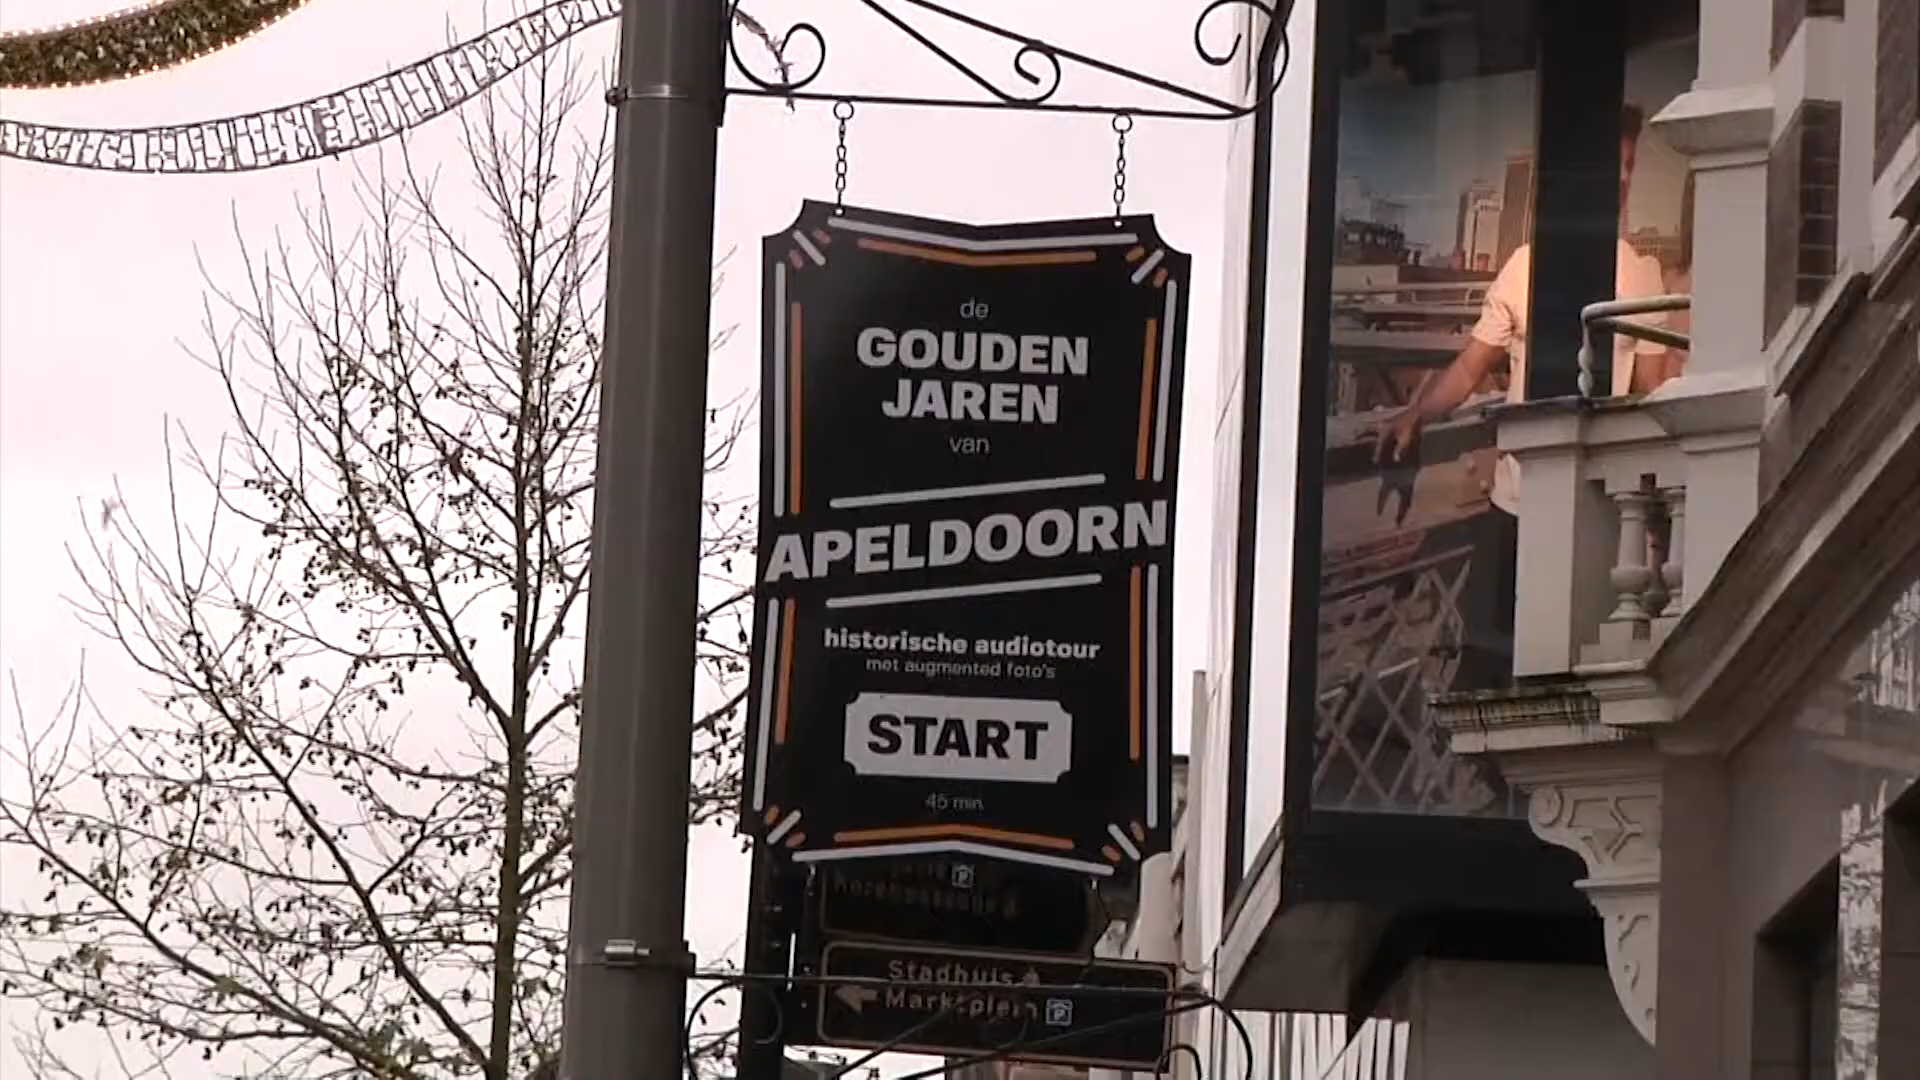 de
GOUDEN
JAREN
van
APELDOORN
historische audiotour
met augmented foto's
START
45 min
P
Stadhuis
Marktplein P